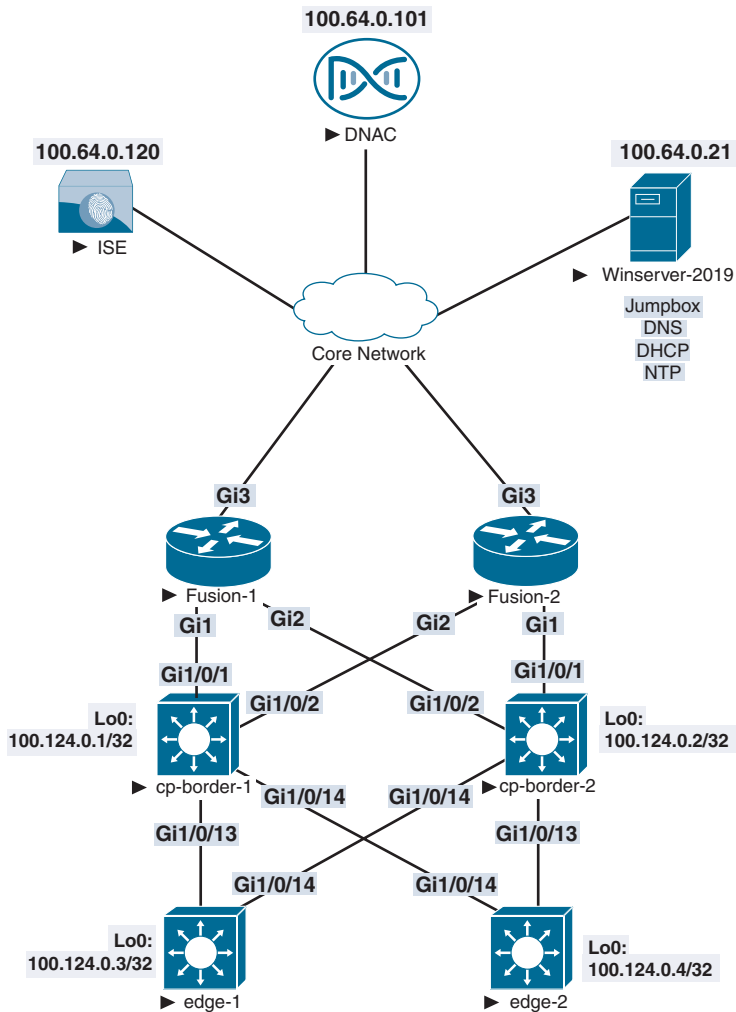 100.64.0.101
► DNAC
100.64.0.120
► ISE
100.64.0.21
► Winserver-2019
Jumpbox
DNS
DHCP
NTP
Core Network
Gi3
Gi3
► Fusion-1
► Fusion-2
Gi1
Gi2
Gi2
Gi1
Gi1/0/1
Gi1/0/1
Gi1/0/2
Gi1/0/2
Lo0:
100.124.0.1/32
Lo0:
100.124.0.2/32
► cp-border-1
► cp-border-2
Gi1/0/14
Gi1/0/14
Gi1/0/13
Gi1/0/13
Gi1/0/14
Gi1/0/14
Lo0:
100.124.0.3/32
Lo0:
100.124.0.4/32
► edge-1
► edge-2